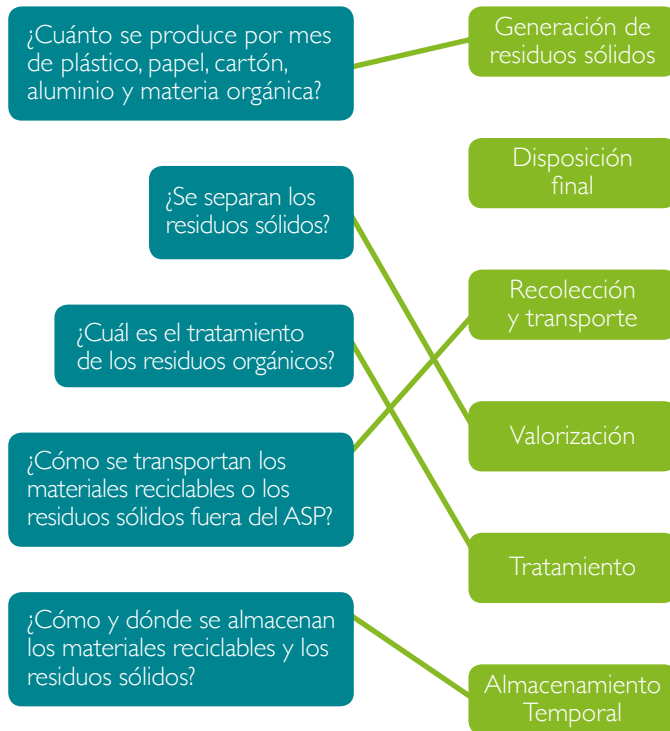 ¿Cuánto se produce por mes
de plástico, papel, cartón,
aluminio y materia orgánica?
Generación de
residuos sólidos
Disposición
final
¿Se separan los
residuos sólidos?
Recolección
y transporte
¿Cuál es el tratamiento
de los residuos orgánicos?
Valorización
¿Cómo se transportan los
materiales reciclables o los
residuos sólidos fuera del ASP?
Tratamiento
¿Cómo y dónde se almacenan
los materiales reciclables y los
residuos sólidos?
Almacenamiento
Temporal